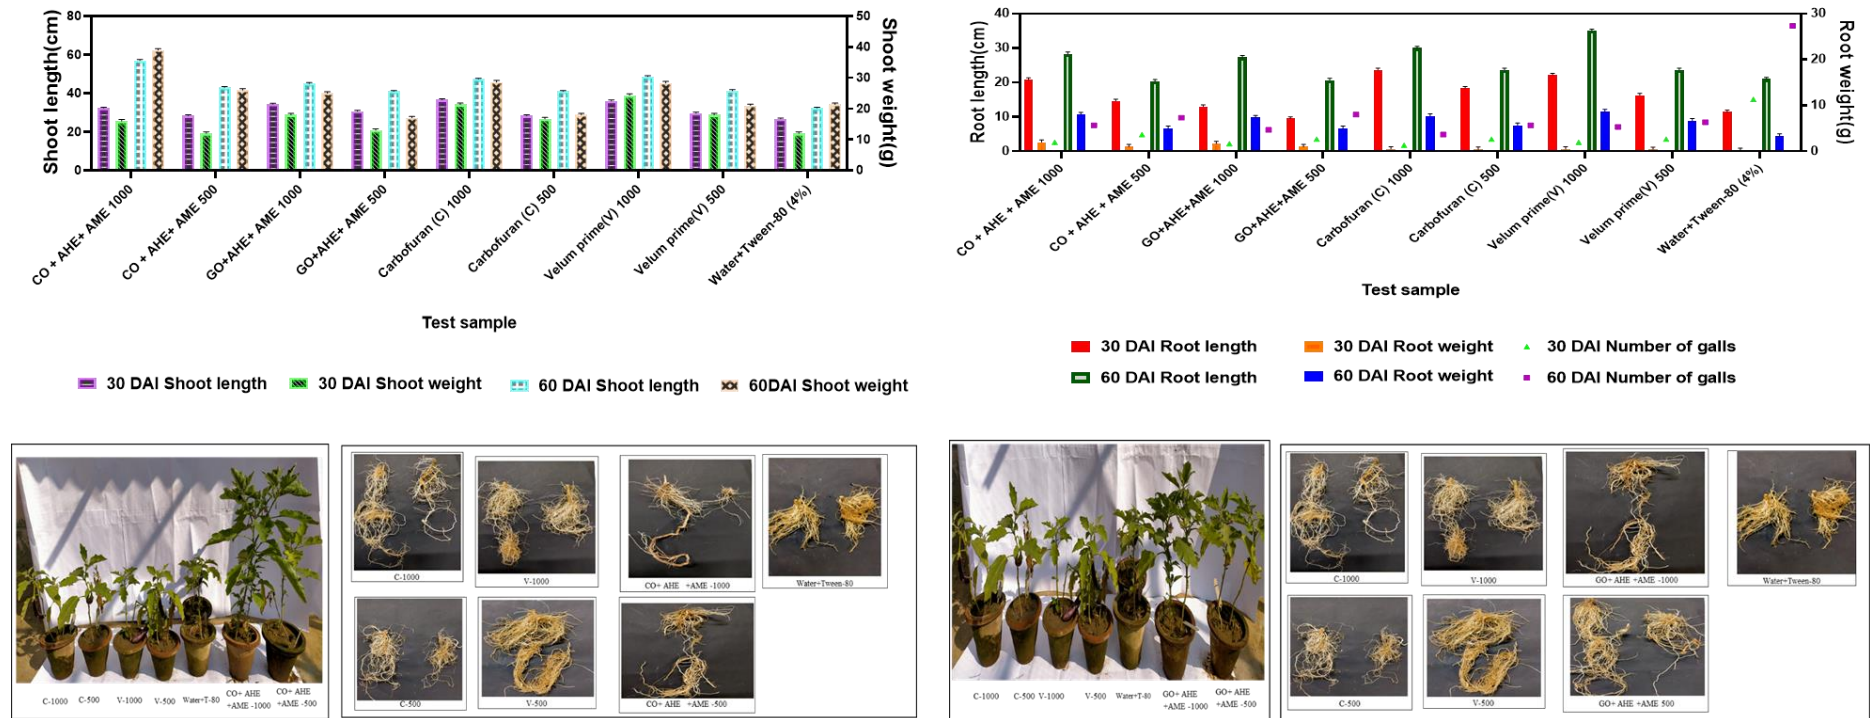 80
60
40
20
0
Shoot length(cm)
50
40
30
20
10
0
Shoot weight(g)
CO + AHE+ AME 1000
CO + AHE+ AME 500
GO+AHE+ AME 1000
GO+AHE+ AME 500
Carbofuran (C) 1000
Carbofuran (C) 500
Velum prime(V) 1000
Velum prime(V) 500
Water+Tween-80 (4%)
Test sample
30 DAI Shoot length
30 DAI Shoot weight
60 DAI Shoot length
60DAI Shoot weight
40
30
20
10
0
Root length(cm)
30
20
10
0
Root weight(g)
CO + AHE + AME 1000
CO + AHE + AME 500
GO+AHE+AME 1000
GO+AHE+AME 500
Carbofuran (C) 1000
Carbofuran (C) 500
Velum prime(V) 1000
Velum prime(V) 500
Water+Tween-80 (4%)
Test sample
30 DAI Root length
30 DAI Root weight
30 DAI Number of galls
60 DAI Root length
60 DAI Root weight
60 DAI Number of galls
C-1000
C-500
V-1000
V-500
Water+T-80
CO+ AHE
+AME -1000
CO+ AHE
+AME -500
C-1000
V-1000
CO+ AHE +AME -1000
Water+Tween-80
C-500
V-500
CO+ AHE +AME -500
C-1000
C-500
V-1000
V-500
Water+T-80
GO+ AHE
+AME -1000
GO+ AHE
+AME -500
C-1000
V-1000
GO+ AHE +AME -1000
Water+Tween-80
C-500
V-500
GO+ AHE +AME 500